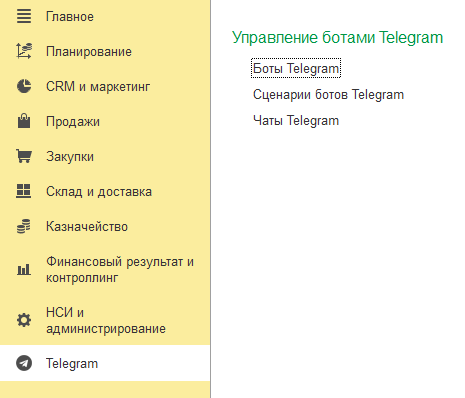 Главное
Планирование
CRM и маркетинг
Продажи
Закупки
Склад и доставка
Казначейство
Финансовый результат и
контроллинг
НСИ и
администрирование
Telegram
Управление ботами Telegram
Боты Telegram
Сценарии ботов Telegram
Чаты Telegram